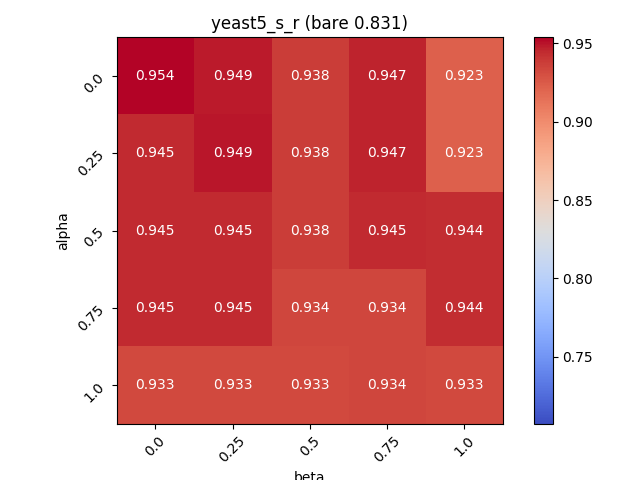 yeast5_s_r (bare 0.831)
0.0 0.954 0.949 0.938 0.947 0.923
0.25 0.945 0.949 0.938 0.947 0.923
0.5 0.945 0.945 0.938 0.945 0.944
0.75 0.945 0.945 0.934 0.934 0.944
1.0 0.933 0.933 0.933 0.934 0.933
alpha
0.0 0.25 0.5 0.75 1.0
beta
0.95
0.90
0.85
0.80
0.75